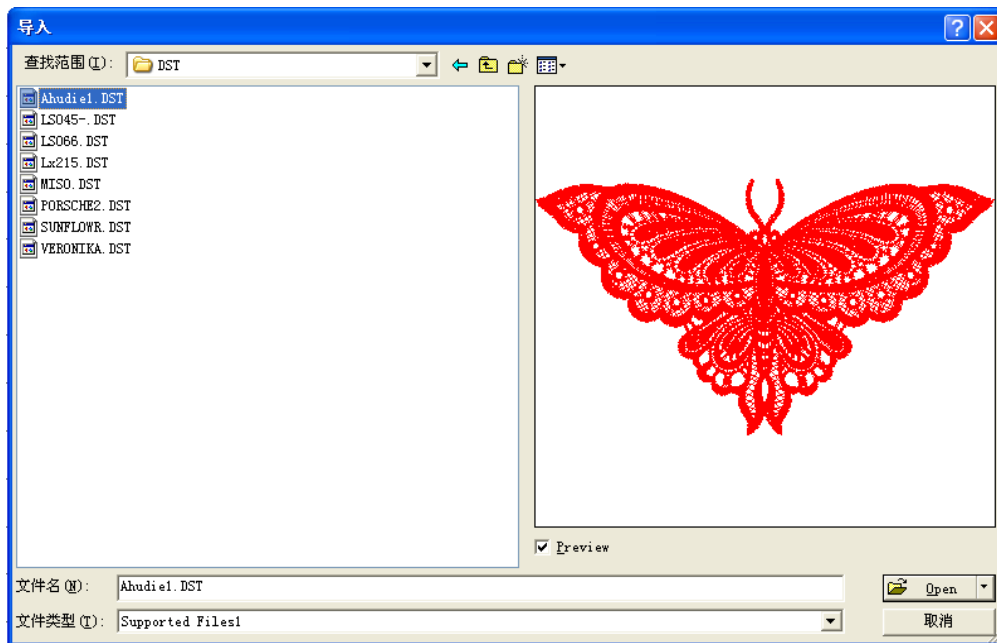 导入
查找范围(I): DST
Ahudie1.DST
LS045-.DST
LS066.DST
Lx215.DST
MISO.DST
PORSCHE2.DST
SUNFLOWR.DST
VERONIKA.DST
Preview
文件名(N): Ahudie1.DST Open
文件类型(T): Supported Files1 取消